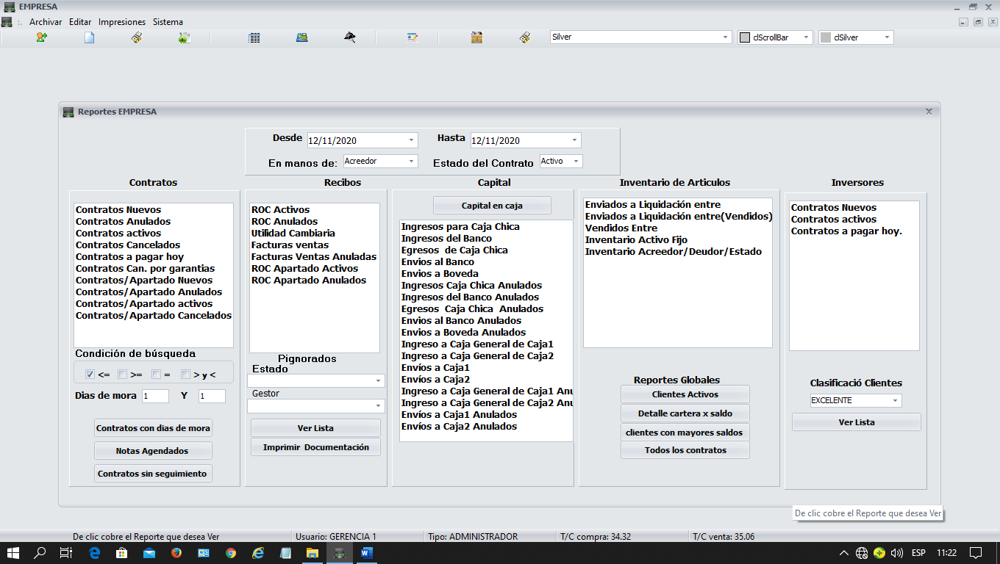 EMPRESA
Archivar Editar Impresiones Sistema
Silver clScrollBar clSilver
Reportes EMPRESA
Desde 12/11/2020 Hasta 12/11/2020
En manos de: Acreedor Estado del Contrato Activo
Contratos
Contratos Nuevos
Contratos Anulados
Contratos activos
Contratos Cancelados
Contratos a pagar hoy
Contratos Can. por garantias
Contratos/Apartado Nuevos
Contratos/Apartado Anulados
Contratos/Apartado activos
Contratos/Apartado Cancelados
Condición de búsqueda
<= >= = > y <
Dias de mora 1 Y 1
Contratos con dias de mora
Notas Agendados
Contratos sin seguimiento
Recibos
ROC Activos
ROC Anulados
Utilidad Cambiaria
Facturas ventas
Facturas Ventas Anuladas
ROC Apartado Activos
ROC Apartado Anulados
Pignorados
Estado
Gestor
Ver Lista
Imprimir Documentación
Capital
Capital en caja
Ingresos para Caja Chica
Ingresos del Banco
Egresos de Caja Chica
Envios al Banco
Envios a Boveda
Ingresos Caja Chica Anulados
Ingresos del Banco Anulados
Egresos Caja Chica Anulados
Envios al Banco Anulados
Envios a Boveda Anulados
Ingreso a Caja General de Caja1
Ingreso a Caja General de Caja2
Envíos a Caja1
Envíos a Caja2
Ingreso a Caja General de Caja1 Anu
Ingreso a Caja General de Caja2 Anu
Envíos a Caja1 Anulados
Envíos a Caja2 Anulados
Inventario de Articulos
Enviados a Liquidación entre
Enviados a Liquidación entre(Vendidos)
Vendidos Entre
Inventario Activo Fijo
Inventario Acreedor/Deudor/Estado
Reportes Globales
Clientes Activos
Detalle cartera x saldo
clientes con mayores saldos
Todos los contratos
Inversores
Contratos Nuevos
Contratos activos
Contratos a pagar hoy.
Clasificació Clientes
EXCELENTE
Ver Lista
De clic cobre el Reporte que desea Ver
De clic cobre el Reporte que desea Ver Usuario: GERENCIA 1 Tipo: ADMINISTRADOR T/C compra: 34.32 T/C venta: 35.06
ESP 11:22